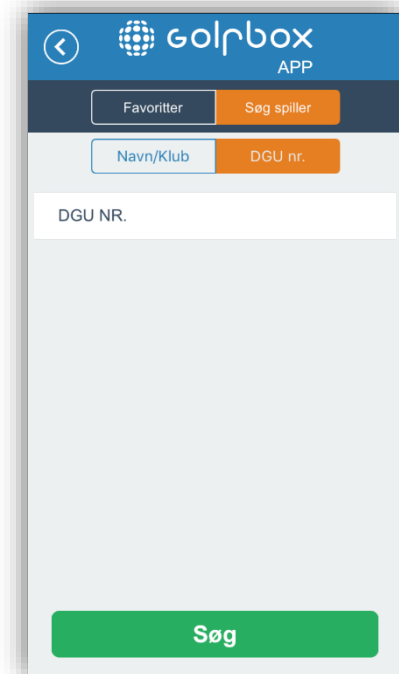 GolfBox
APP
Favoritter Søg spiller
Navn/Klub DGU nr.
DGU NR.
Søg